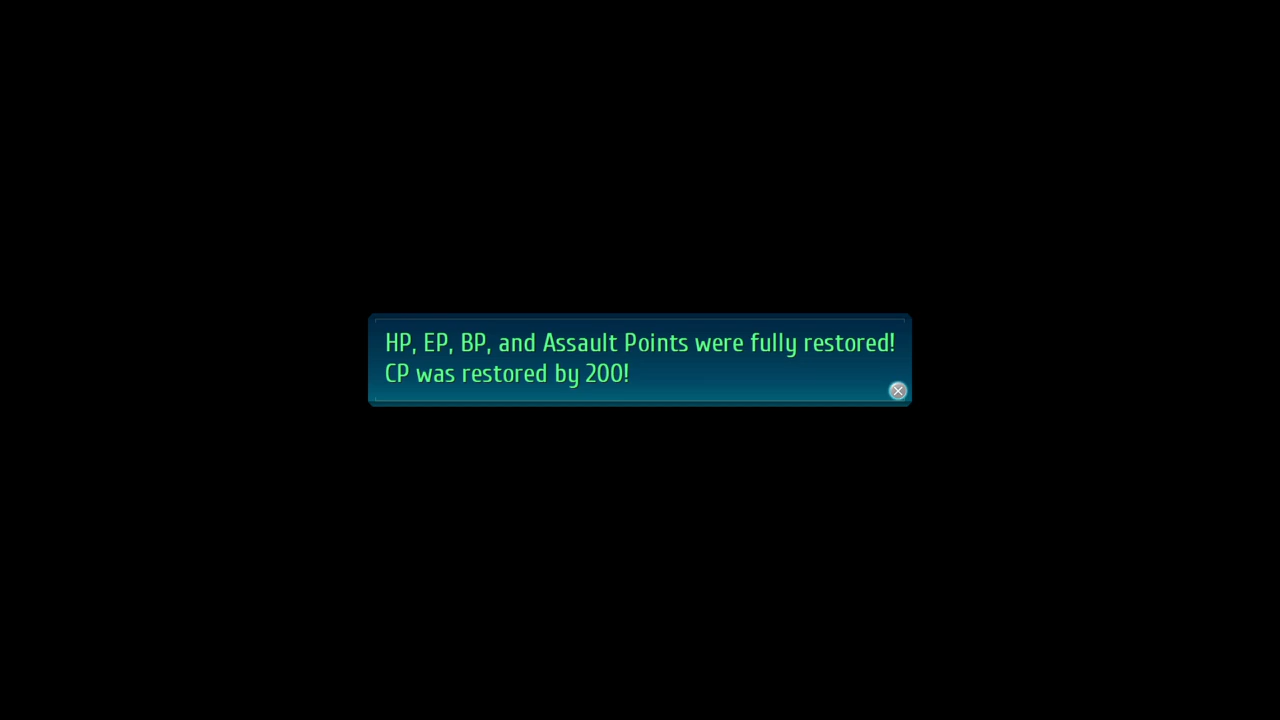 HP, EP, BP, and Assault Points were fully restored!
CP was restored by 200!